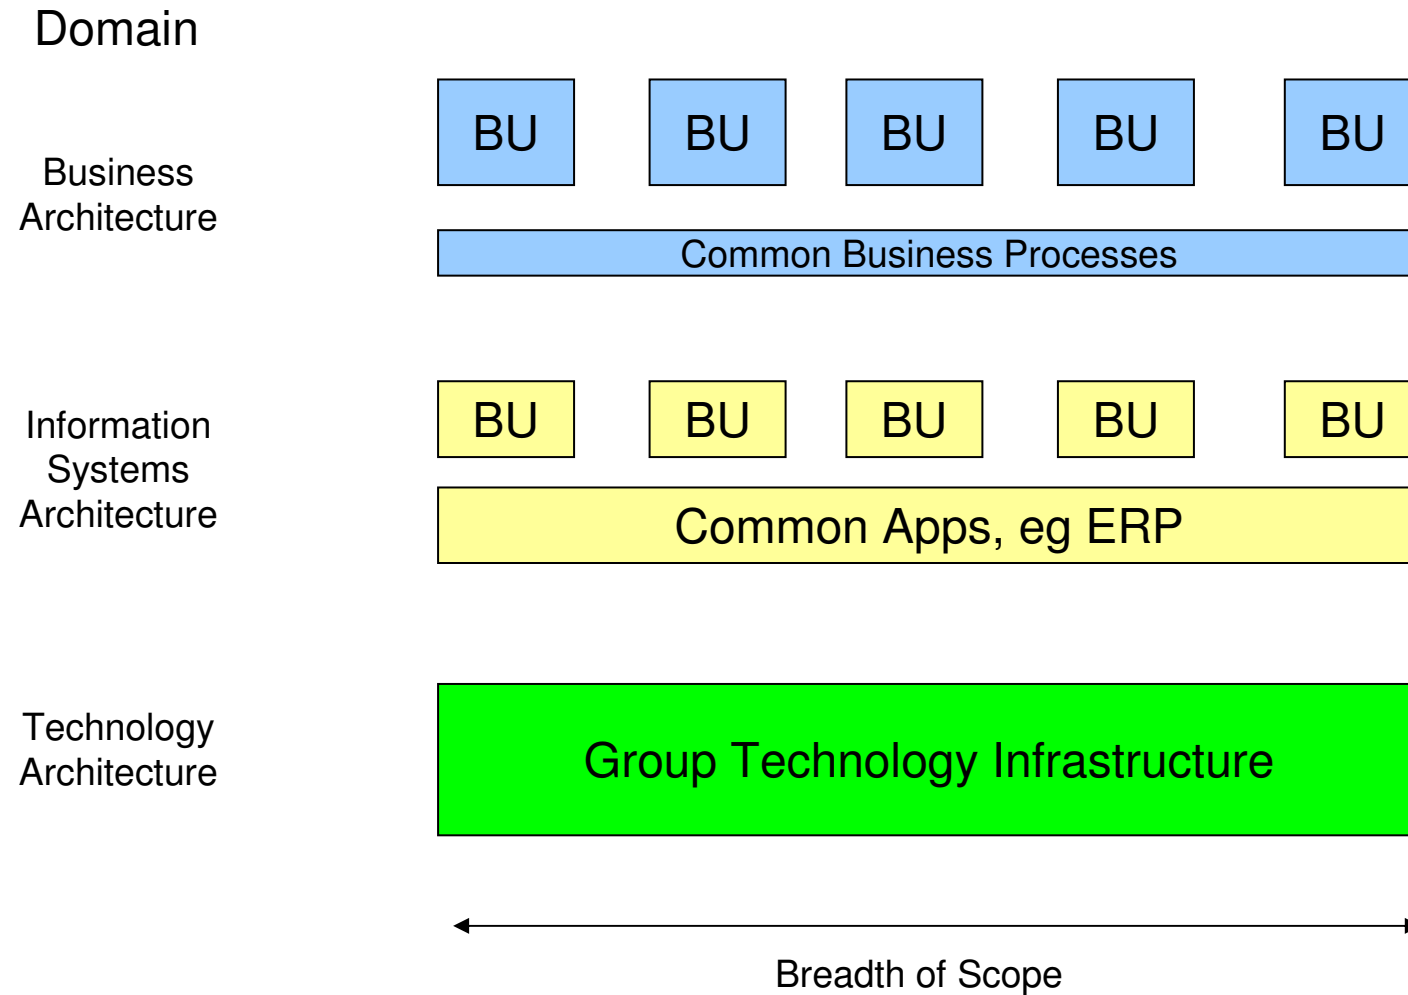 Domain
BU BU BU BU BU
Business
Architecture
Common Business Processes
BU BU BU BU BU
Information
Systems
Architecture
Common Apps, eg ERP
Technology
Architecture
Group Technology Infrastructure
Breadth of Scope